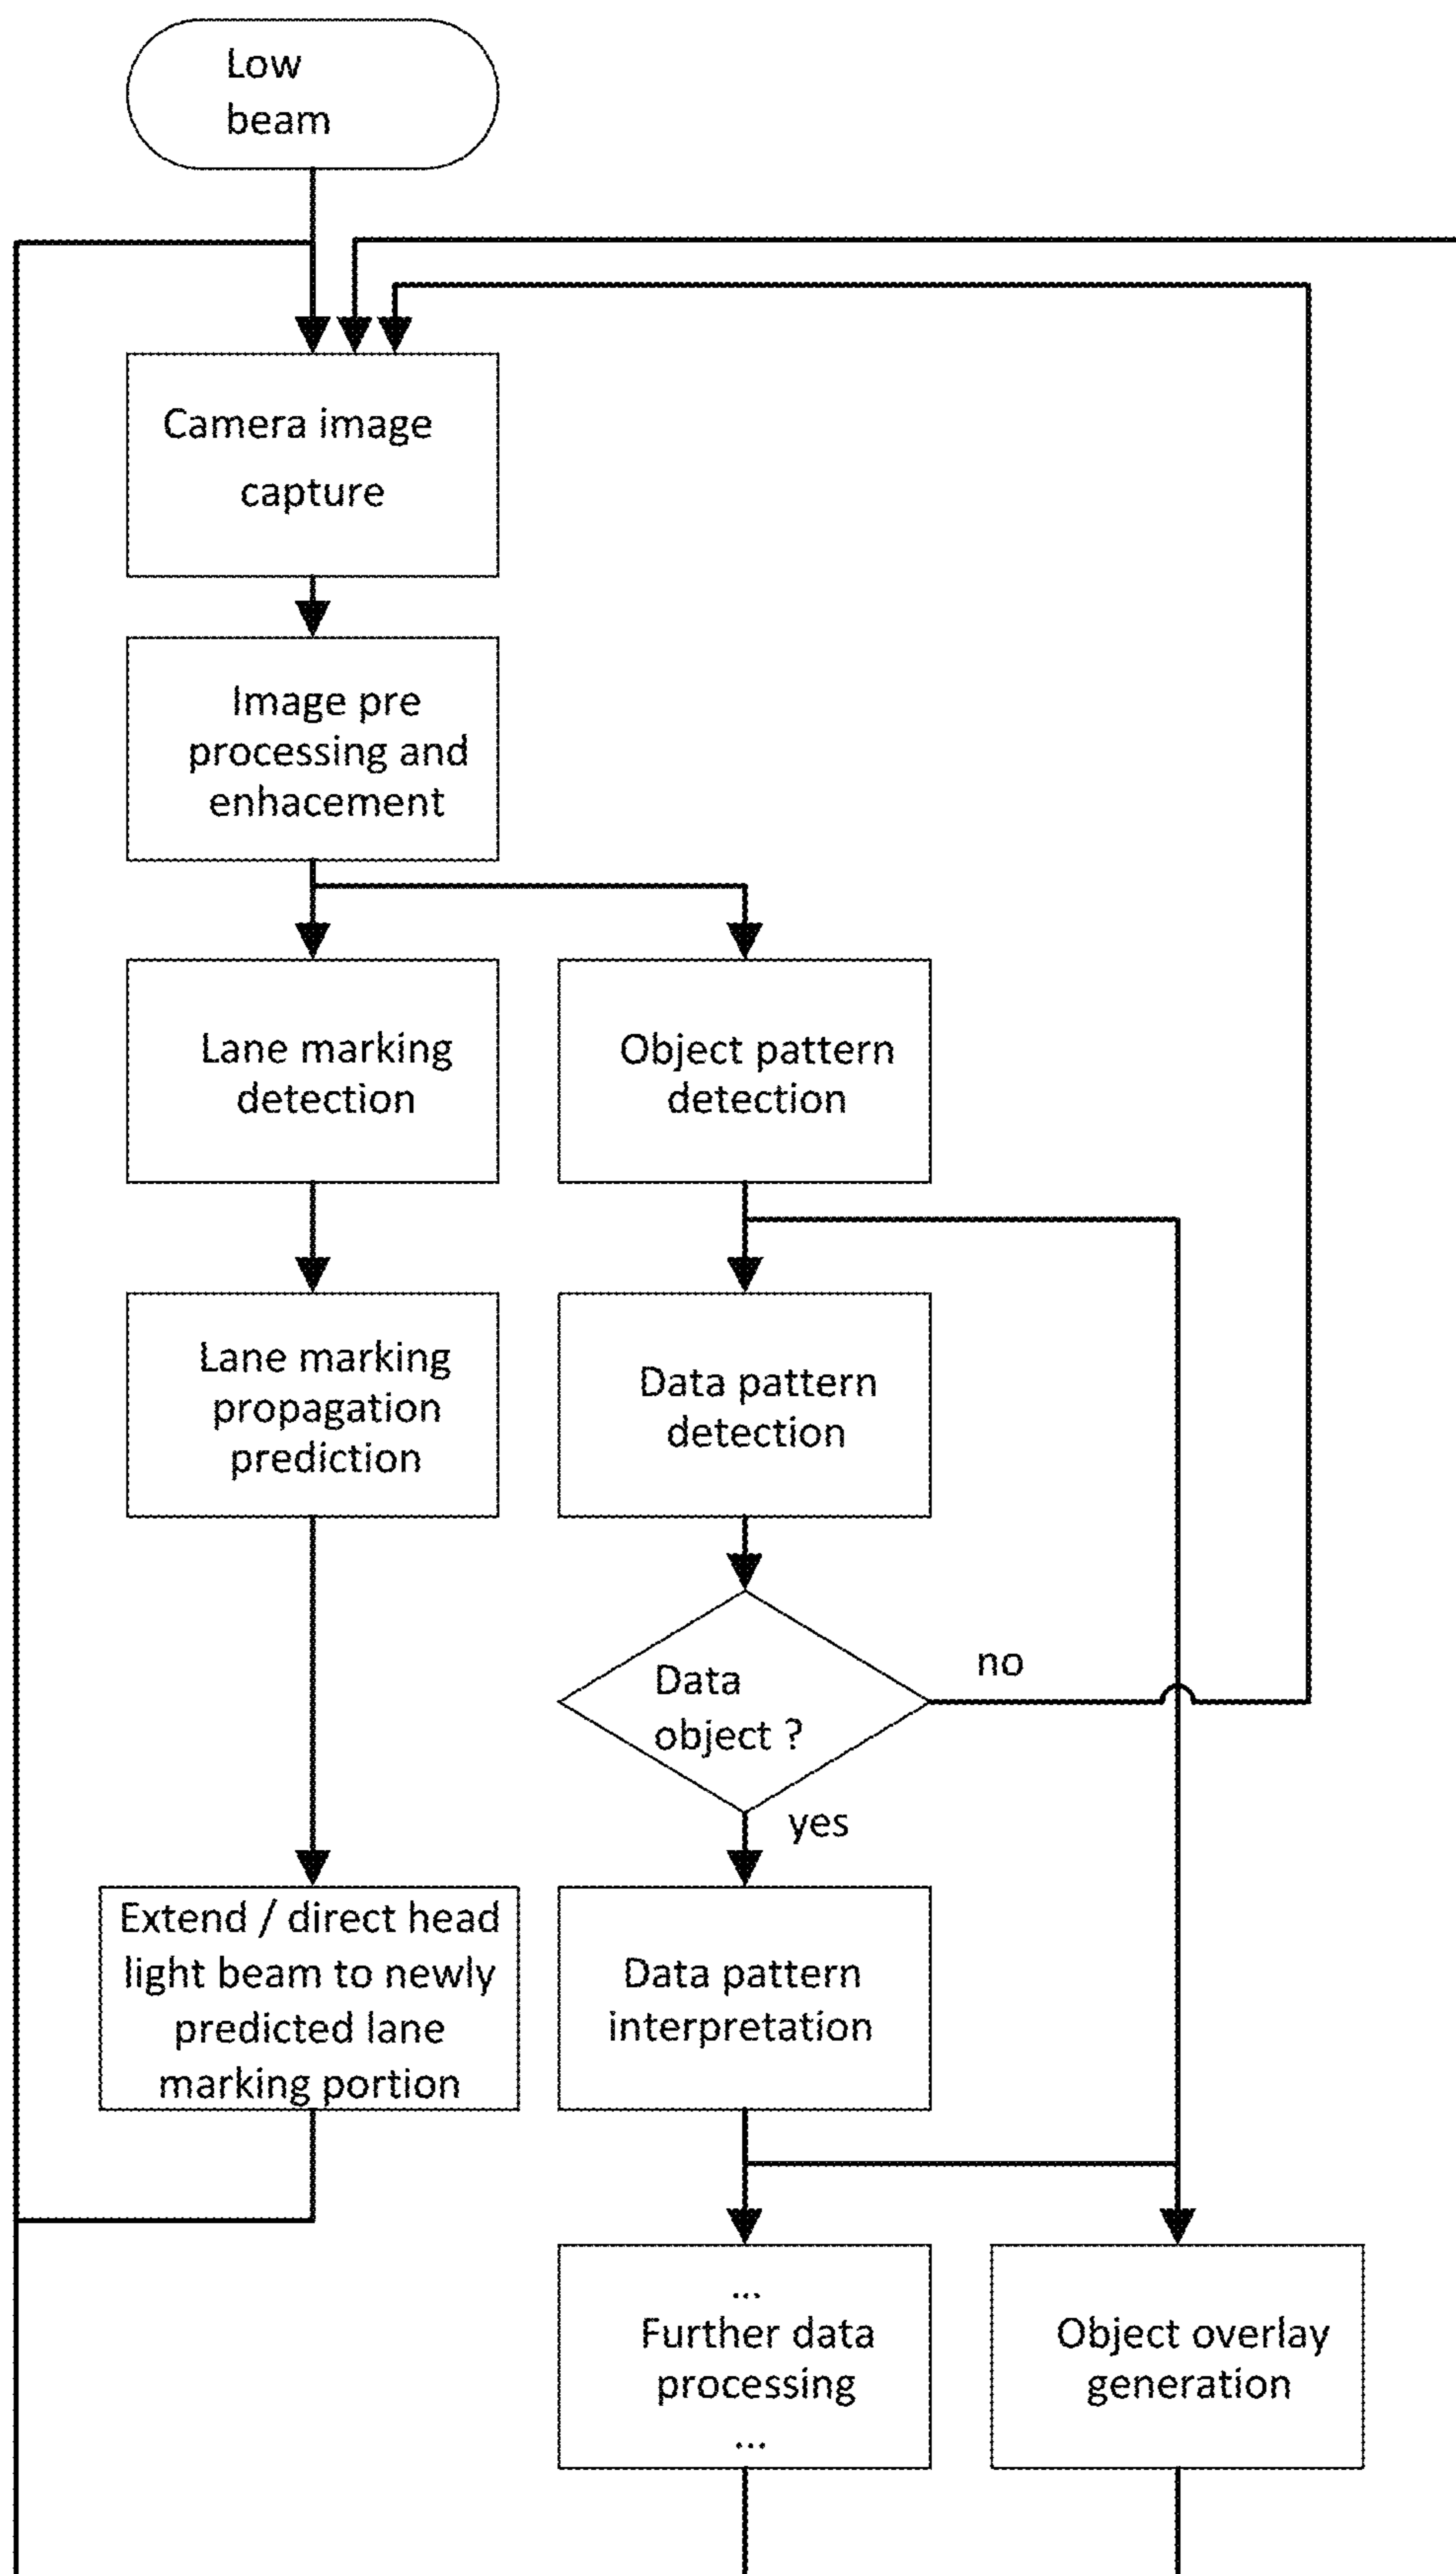 Low
beam
Camera image
capture
Image pre
processing and
enhacement
Lane marking
detection
Object pattern
detection
Lane marking
propagation
prediction
Data pattern
detection
Data
object ?
no
yes
Extend / direct head
light beam to newly
predicted lane
marking portion
Data pattern
interpretation
...
Further data
processing
...
Object overlay
generation